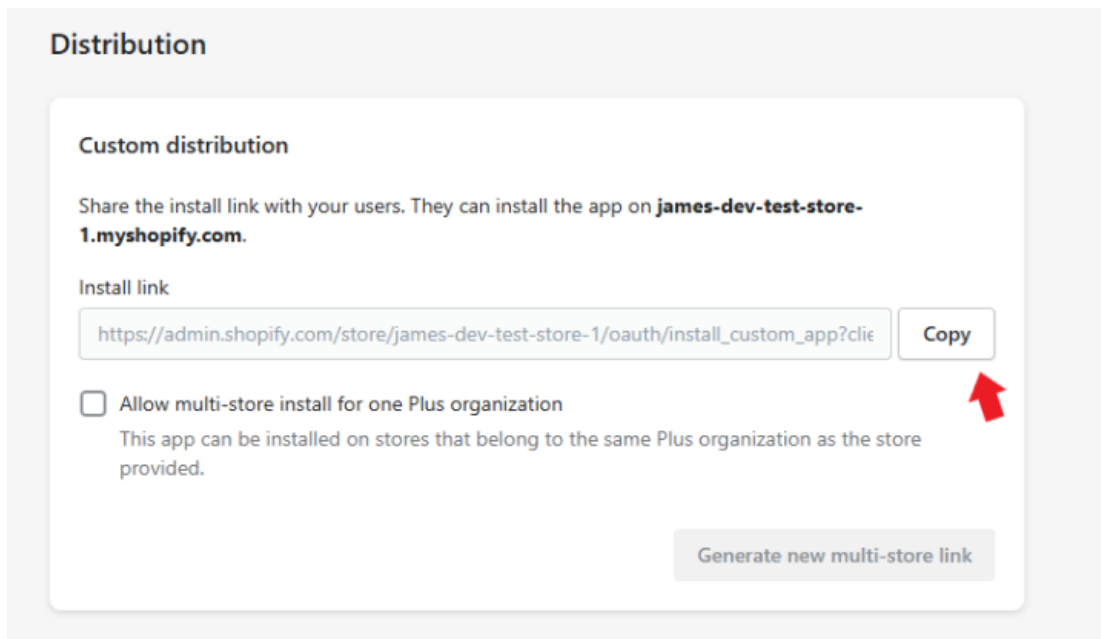 Distribution
Custom distribution
Share the install link with your users. They can install the app on james-dev-test-store-
1.myshopify.com.
Install link
https://admin.shopify.com/store/james-dev-test-store-1/oauth/install_custom_app?clie
Copy
Allow multi-store install for one Plus organization
This app can be installed on stores that belong to the same Plus organization as the store
provided.
Generate new multi-store link